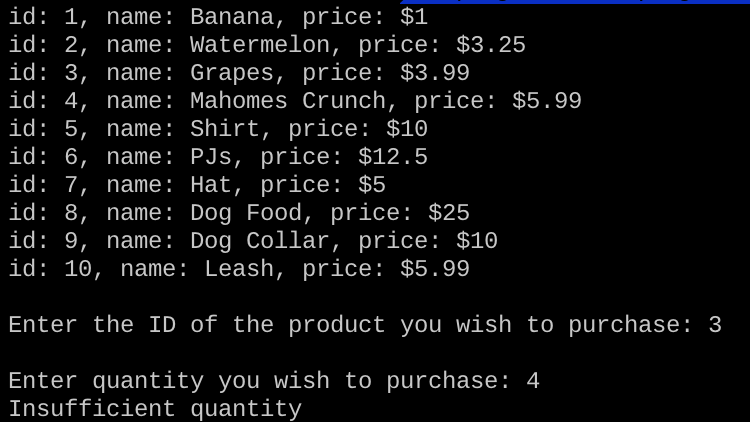 id: 1, name: Banana, price: $1
id: 2, name: Watermelon, price: $3.25
id: 3, name: Grapes, price: $3.99
id: 4, name: Mahomes Crunch, price: $5.99
id: 5, name: Shirt, price: $10
id: 6, name: PJs, price: $12.5
id: 7, name: Hat, price: $5
id: 8, name: Dog Food, price: $25
id: 9, name: Dog Collar, price: $10
id: 10, name: Leash, price: $5.99
Enter the ID of the product you wish to purchase: 3
Enter quantity you wish to purchase: 4
Insufficient quantity